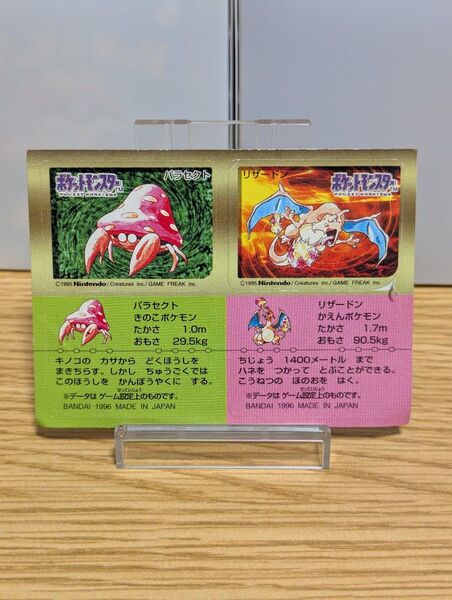 ポケットモンスター TM
パラセクト
©1995 Nintendo / Creatures inc. / GAME FREAK inc.
パラセクト
きのこポケモン
たかさ 1.0m
おもさ 29.5kg
キノコの カサから どくほうしを
まきちらす。しかし ちゅうごくでは
このほうしを かんぽうやくに する。
せってい
※データは ゲーム設定上のものです。
BANDAI 1996 MADE IN JAPAN
リザードン
ポケットモンスター TM
©1995 Nintendo / Creatures inc. / GAME FREAK inc.
リザードン
かえんポケモン
たかさ 1.7m
おもさ 90.5kg
ちじょう 1400メートル まで
ハネを つかって とぶことができる。
こうねつの ほのおを はく。
※データは ゲーム設定上のものです。
BANDAI 1996 MADE IN JAPAN